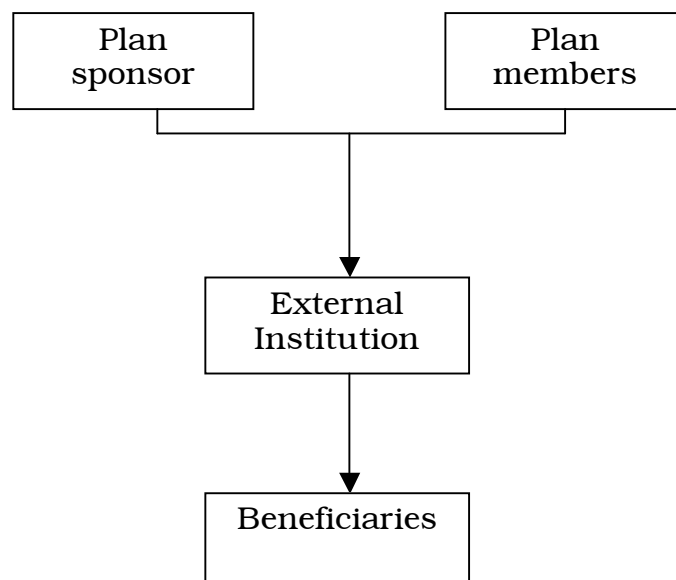 Plan
sponsor
Plan
members
External
Institution
Beneficiaries